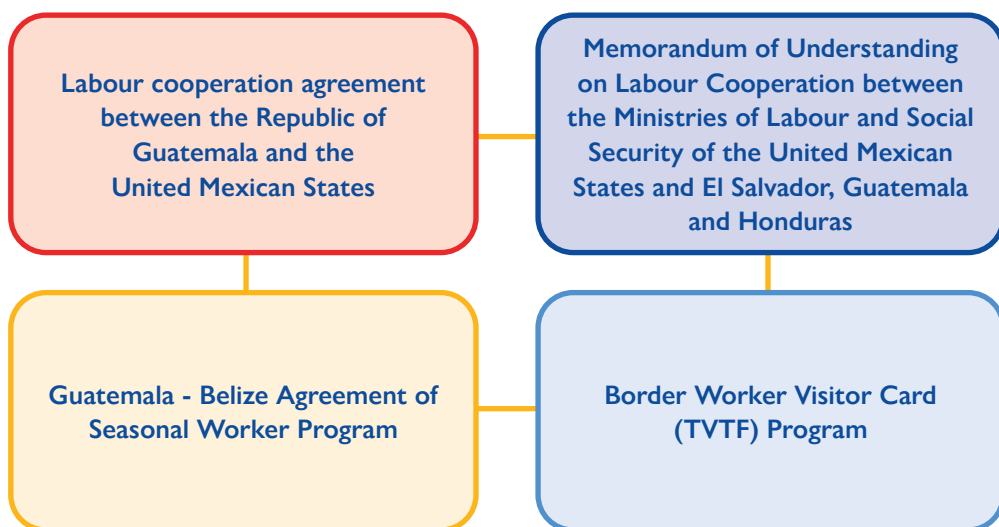 Labour cooperation agreement
between the Republic of
Guatemala and the
United Mexican States
Memorandum of Understanding
on Labour Cooperation between
the Ministries of Labour and Social
Security of the United Mexican
States and El Salvador, Guatemala
and Honduras
Guatemala - Belize Agreement of
Seasonal Worker Program
Border Worker Visitor Card
(TVTF) Program